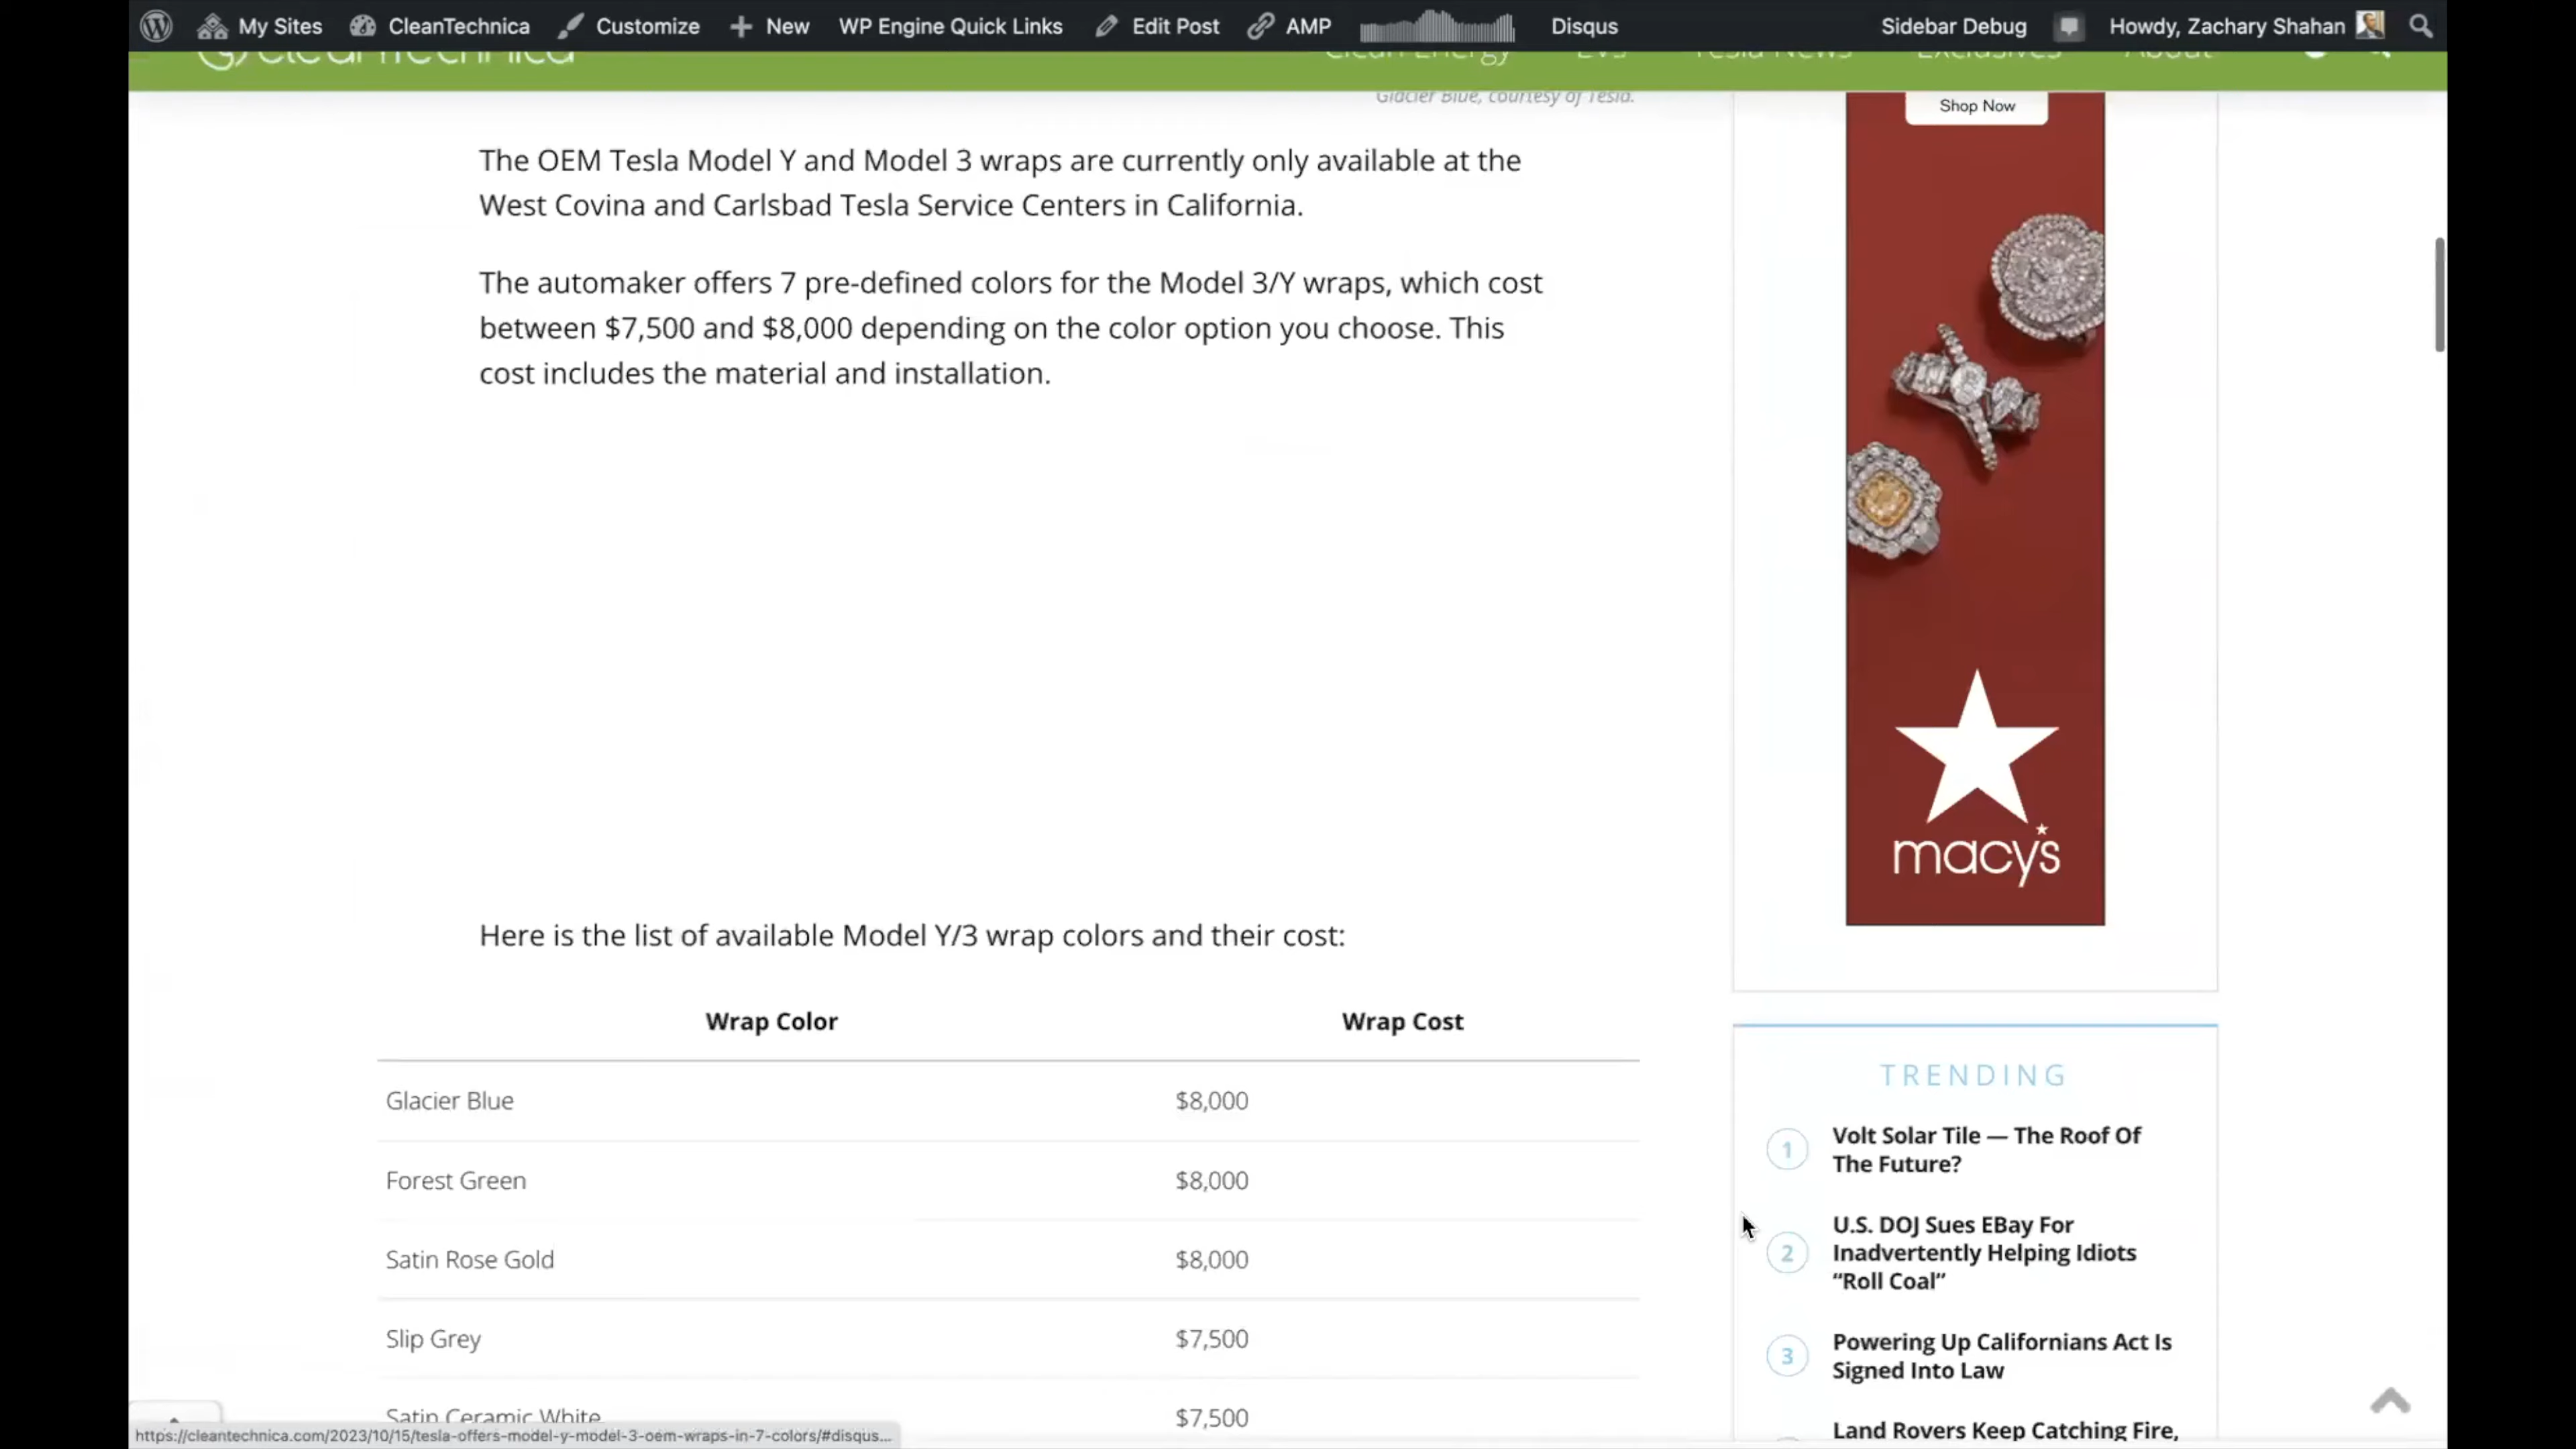 My Sites CleanTechnica Customize New WP Engine Quick Links Edit Post AMP Disqus Sidebar Debug Howdy, Zachary Shahan
CleanTechnica Clean Energy EVs Tesla News Exclusives About
Glacier Blue, courtesy of Tesla.
The OEM Tesla Model Y and Model 3 wraps are currently only available at the
West Covina and Carlsbad Tesla Service Centers in California.
The automaker offers 7 pre-defined colors for the Model 3/Y wraps, which cost
between $7,500 and $8,000 depending on the color option you choose. This
cost includes the material and installation.
Here is the list of available Model Y/3 wrap colors and their cost:
Wrap Color Wrap Cost
Glacier Blue $8,000
Forest Green $8,000
Satin Rose Gold $8,000
Slip Grey $7,500
Satin Ceramic White $7,500
https://cleantechnica.com/2023/10/15/tesla-offers-model-y-model-3-oem-wraps-in-7-colors/#disqus...
Shop Now
macy's
TRENDING
1 Volt Solar Tile — The Roof Of
The Future?
2 U.S. DOJ Sues EBay For
Inadvertently Helping Idiots
“Roll Coal”
3 Powering Up Californians Act Is
Signed Into Law
Land Rovers Keep Catching Fire,